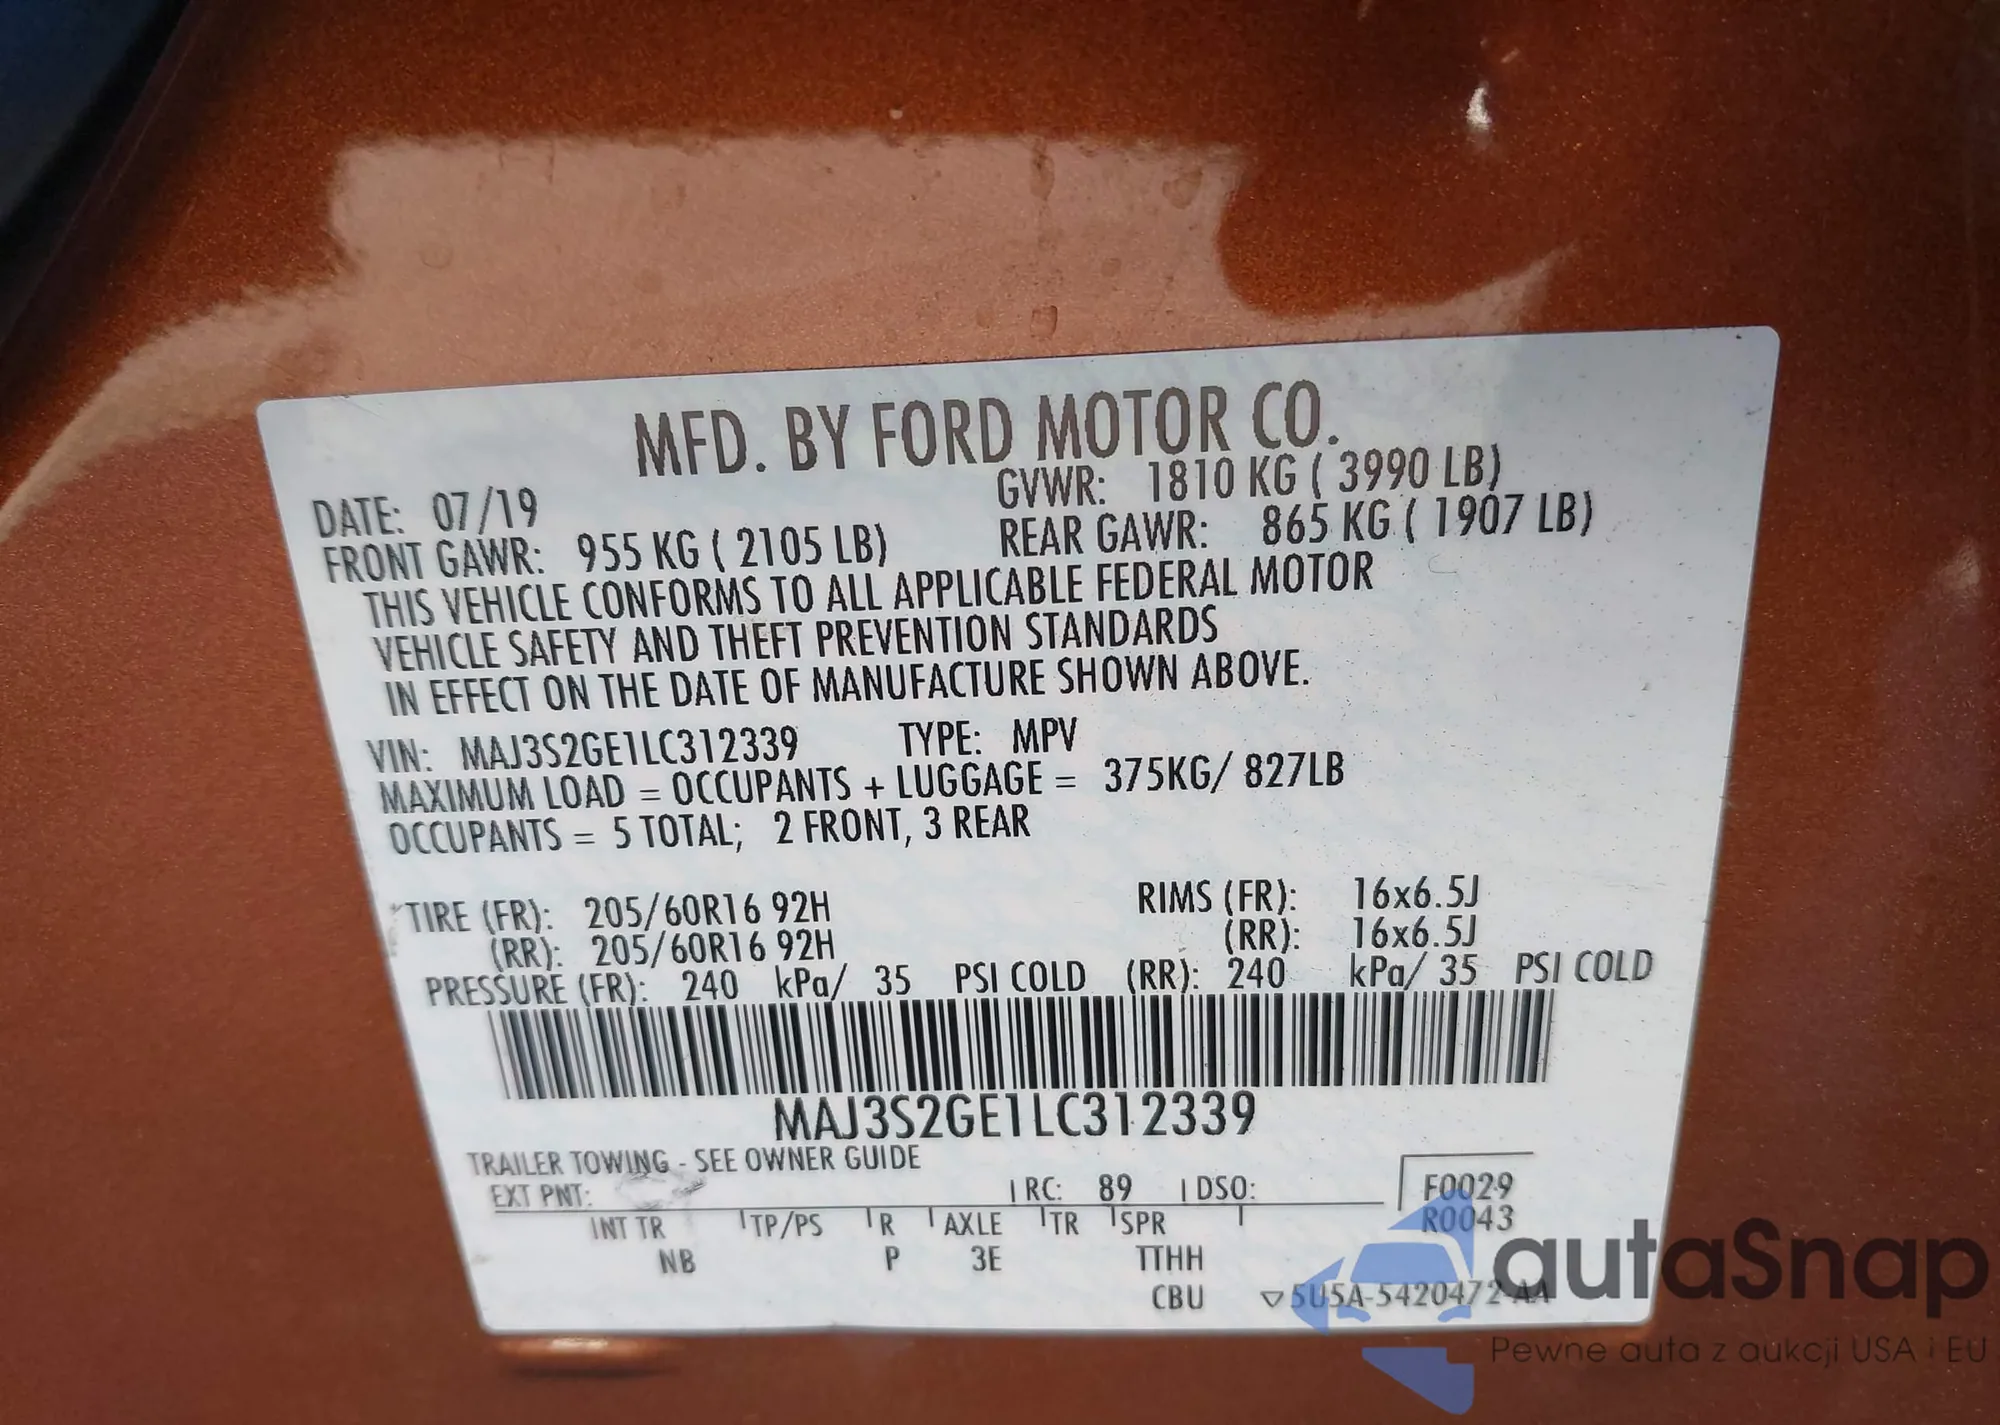 MFD. BY FORD MOTOR CO.
DATE: 07/19 GVWR: 1810 KG ( 3990 LB)
FRONT GAWR: 955 KG ( 2105 LB) REAR GAWR: 865 KG ( 1907 LB)
THIS VEHICLE CONFORMS TO ALL APPLICABLE FEDERAL MOTOR
VEHICLE SAFETY AND THEFT PREVENTION STANDARDS
IN EFFECT ON THE DATE OF MANUFACTURE SHOWN ABOVE.
VIN: MAJ3S2GE1LC312339 TYPE: MPV
MAXIMUM LOAD = OCCUPANTS + LUGGAGE = 375KG/ 827LB
OCCUPANTS = 5 TOTAL; 2 FRONT, 3 REAR
TIRE (FR): 205/60R16 92H RIMS (FR): 16x6.5J
(RR): 205/60R16 92H (RR): 16x6.5J
PRESSURE (FR): 240 kPa/ 35 PSI COLD (RR): 240 kPa/ 35 PSI COLD
MAJ3S2GE1LC312339
TRAILER TOWING - SEE OWNER GUIDE
EXT PNT: RC: 89 DSO: F0029
R0043
INT TR TP/PS R AXLE TR SPR
NB P 3E TTHH
CBU ▽5U5A-5420472-AA
autaSnap
Pewne auta z aukcji USA i EU